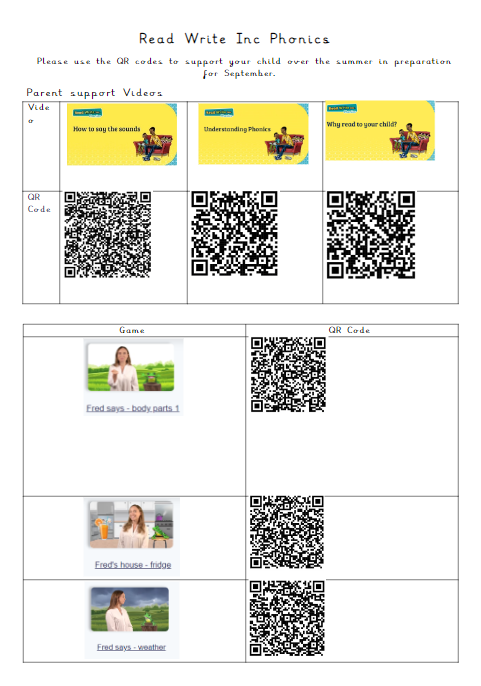 Read Write Inc Phonics
Please use the QR codes to support your child over the summer in preparation
for September.
Parent support Videos
Vide
o
How to say the sounds
Understanding Phonics
Why read to your child?
QR
Code
Game
QR Code
Fred says - body parts 1
Fred's house - fridge
Fred says - weather